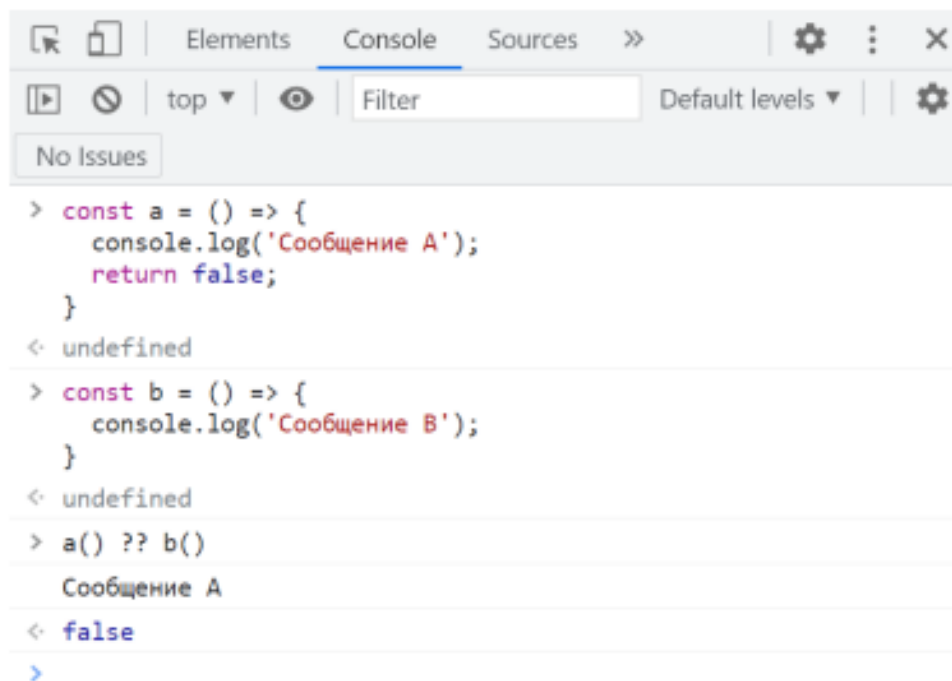 Elements Console Sources »
top ▼ Filter Default levels ▼
No Issues
> const a = () => {
console.log('Сообщение A');
return false;
}
<· undefined
> const b = () => {
console.log('Сообщение B');
}
<· undefined
> a() ?? b()
Сообщение A
<· false
>